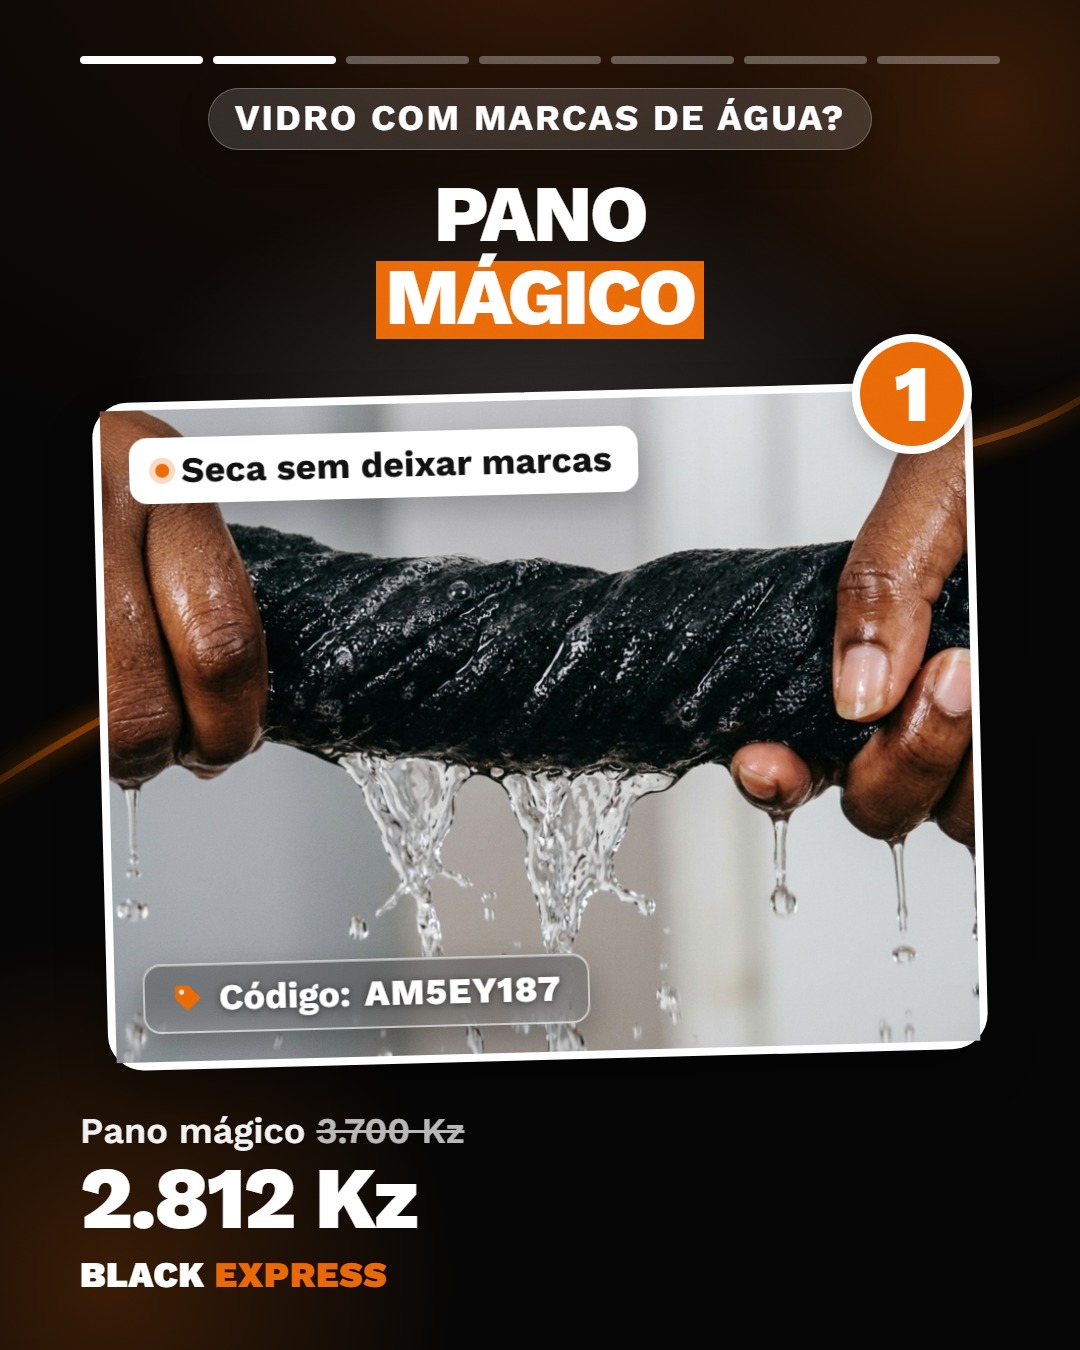 VIDRO COM MARCAS DE ÁGUA?
PANO
MÁGICO
1
Seca sem deixar marcas
Código: AM5EY187
Pano mágico 3.700 Kz
2.812 Kz
BLACK EXPRESS